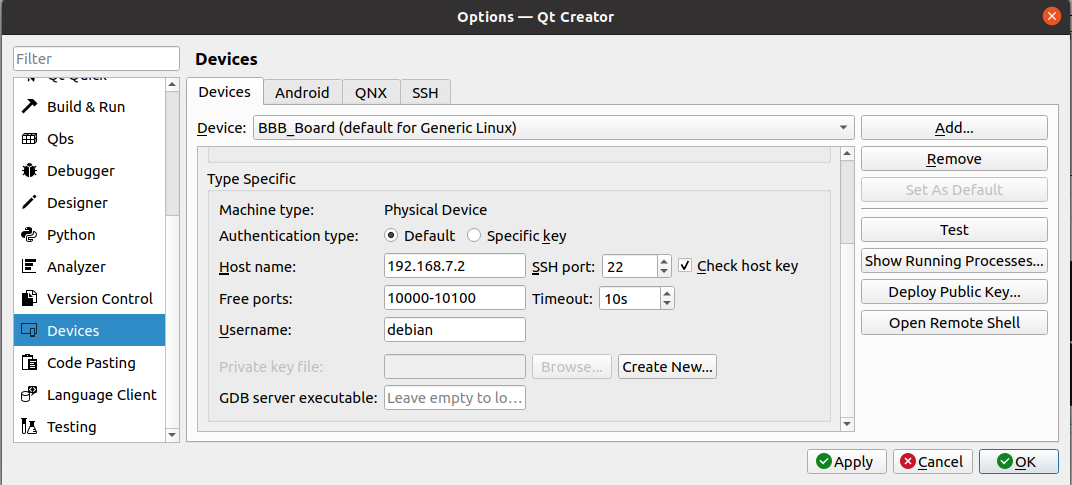 Options — Qt Creator
Filter
Qt Quick
Build & Run
Qbs
Debugger
Designer
Python
Analyzer
Version Control
Devices
Code Pasting
Language Client
Testing
Devices
Devices Android QNX SSH
Device: BBB_Board (default for Generic Linux)
Type Specific
Machine type: Physical Device
Authentication type: Default Specific key
Host name: 192.168.7.2 SSH port: 22 Check host key
Free ports: 10000-10100 Timeout: 10s
Username: debian
Private key file: Browse... Create New...
GDB server executable: Leave empty to lo...
Add...
Remove
Set As Default
Test
Show Running Processes...
Deploy Public Key...
Open Remote Shell
Apply Cancel OK